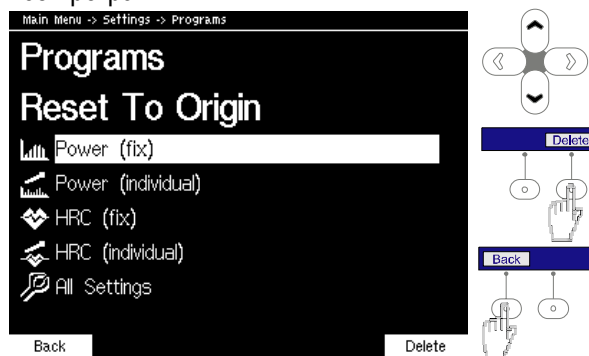 Main Menu -> Settings -> Programs
Programs
Reset To Origin
Power (fix)
Power (individual)
HRC (fix)
HRC (individual)
All Settings
Back
Delete
Delete
Back